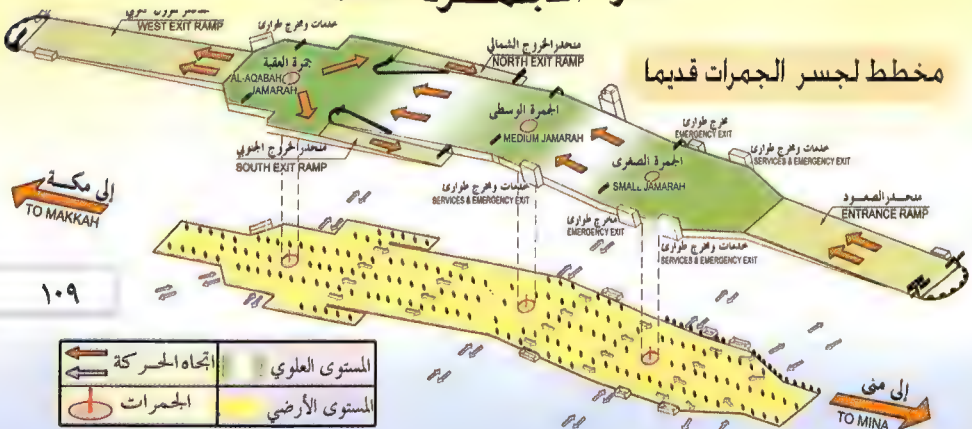 WEST EXIT RAMP
خدمات ومخرج طوارئ
جمرة العقبة
AL-AQABAH
JAMARAH
منحدر الخروج الشمالي
NORTH EXIT RAMP
مخطط لجسر الجمرات قديما
الجمرة الوسطى
MEDIUM JAMARAH
مخرج طوارئ
EMERGENCY EXIT
خدمات ومخرج طوارئ
SERVICES & EMERGENCY EXIT
منحدر الخروج الجنوبي
SOUTH EXIT RAMP
الجمرة الصغرى
SMALL JAMARAH
خدمات ومخرج طوارئ
SERVICES & EMERGENCY EXIT
إلى مكة
TO MAKKAH
منحدر الصعود
ENTRANCE RAMP
مخرج طوارئ
EMERGENCY EXIT
خدمات ومخرج طوارئ
SERVICES & EMERGENCY EXIT
١٠٩
المستوى العلوي
اتجاه الحركة
المستوى الأرضي
الجمرات
إلى منى
TO MINA